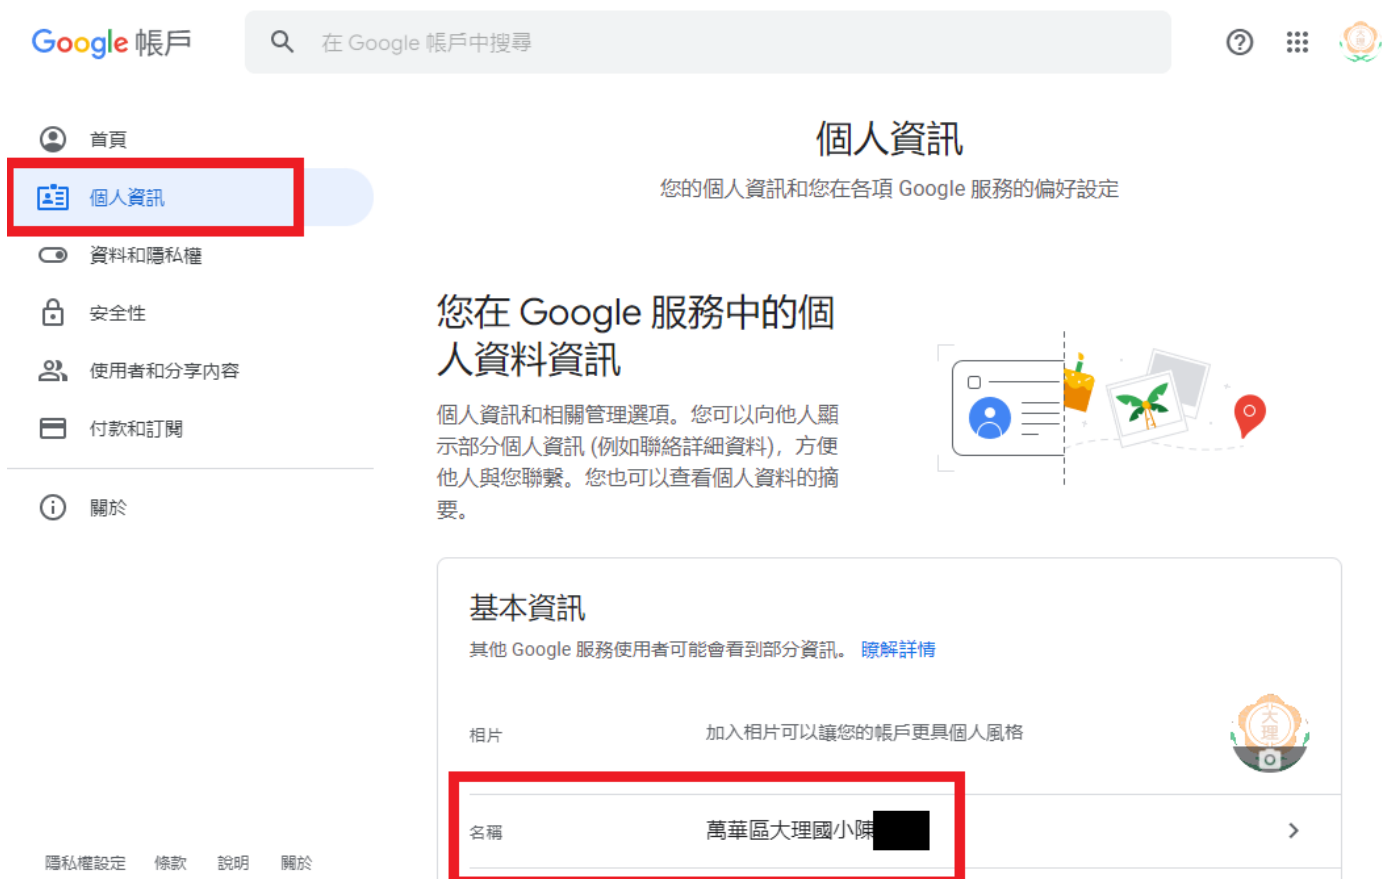 Google 帳戶
在 Google 帳戶中搜尋
首頁
個人資訊
資料和隱私權
安全性
使用者和分享內容
付款和訂閱
關於
個人資訊
您的個人資訊和您在各項 Google 服務的偏好設定
您在 Google 服務中的個
人資料資訊
個人資訊和相關管理選項。您可以向他人顯
示部分個人資訊 (例如聯絡詳細資料)，方便
他人與您聯繫。您也可以查看個人資料的摘
要。
基本資訊
其他 Google 服務使用者可能會看到部分資訊。 瞭解詳情
相片
加入相片可以讓您的帳戶更具個人風格
大理
名稱
萬華區大理國小陳
隱私權設定 條款 說明 關於